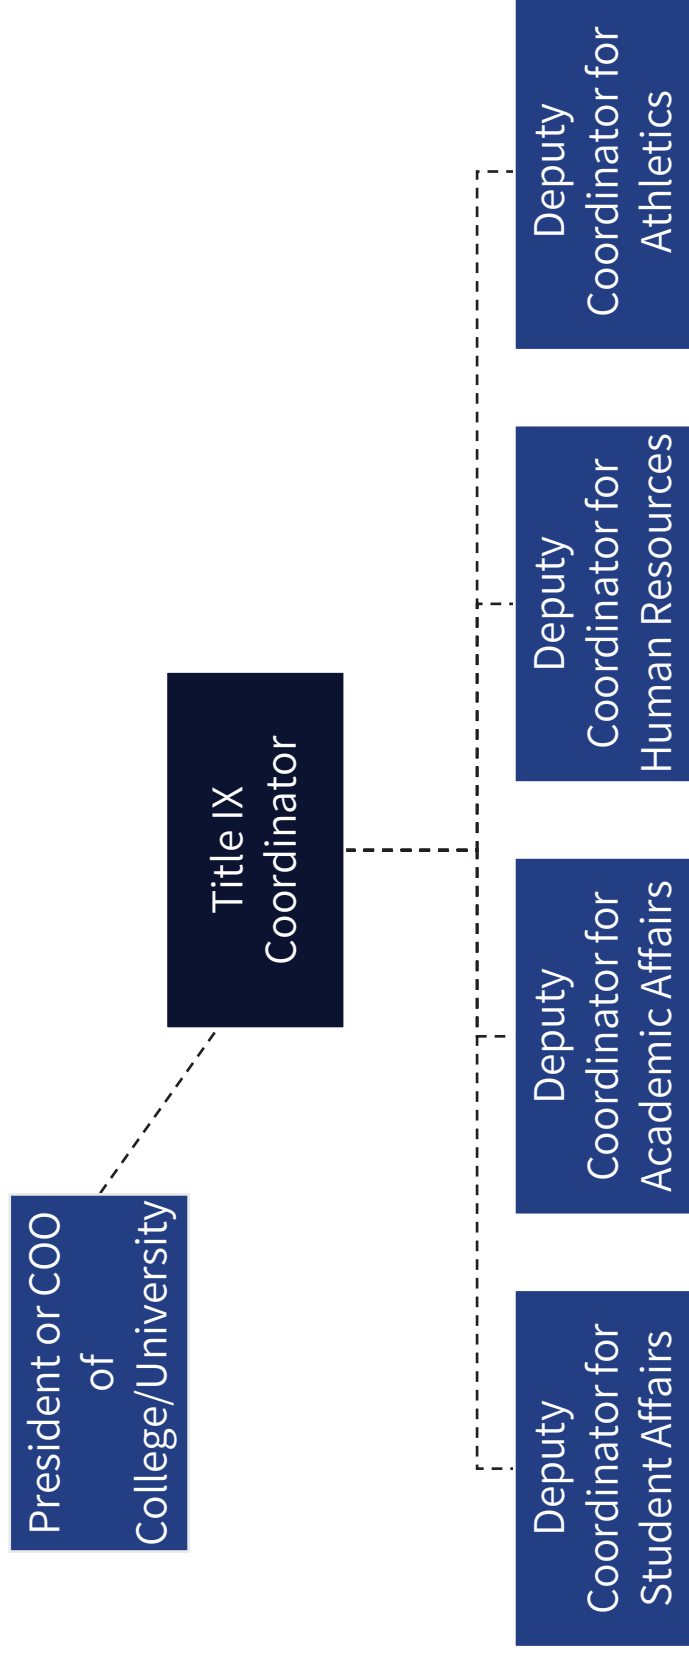 President or COO
of
College/University
Title IX
Coordinator
Deputy
Coordinator for
Student Affairs
Deputy
Coordinator for
Academic Affairs
Deputy
Coordinator for
Human Resources
Deputy
Coordinator for
Athletics